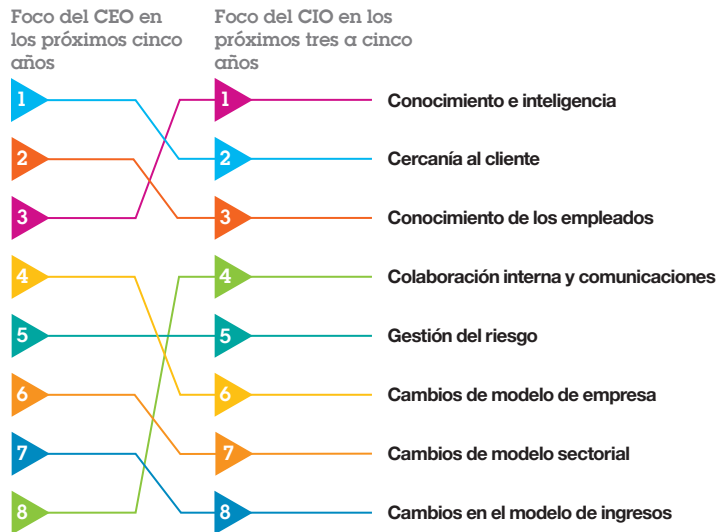 Foco del CEO en
los próximos cinco
años
Foco del CIO en los
próximos tres a cinco
años
1
1
Conocimiento e inteligencia
2
2
Cercanía al cliente
3
3
Conocimiento de los empleados
4
4
Colaboración interna y comunicaciones
5
5
Gestión del riesgo
6
6
Cambios de modelo de empresa
7
7
Cambios de modelo sectorial
8
8
Cambios en el modelo de ingresos